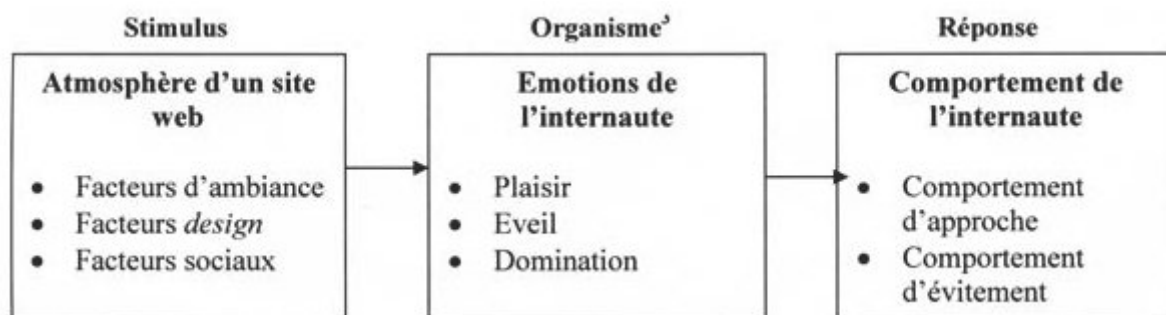 Stimulus
Organisme³
Réponse
Atmosphère d'un site
web
• Facteurs d'ambiance
• Facteurs design
• Facteurs sociaux
Emotions de
l'internaute
• Plaisir
• Eveil
• Domination
Comportement de
l'internaute
• Comportement
d'approche
• Comportement
d'évitement